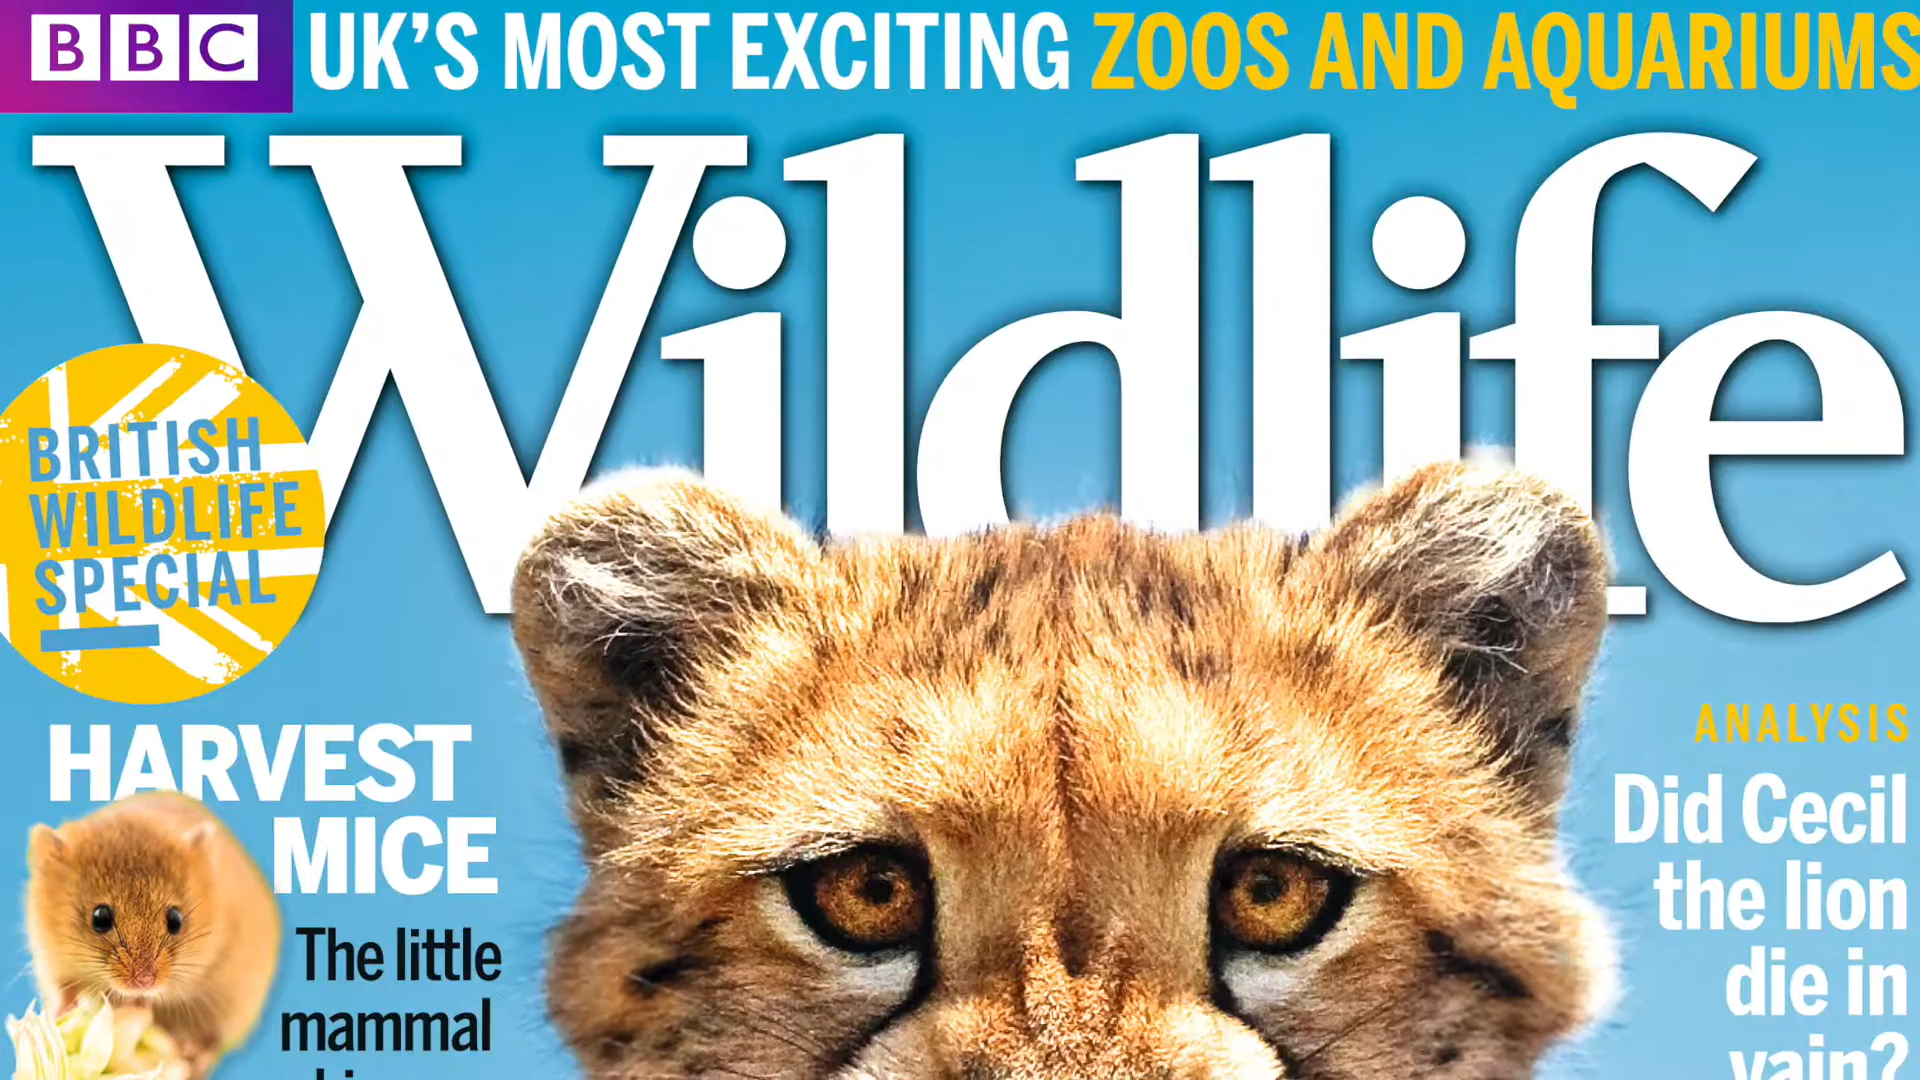 BBC
UK'S MOST EXCITING ZOOS AND AQUARIUMS
Wildlife
BRITISH
WILDLIFE
SPECIAL
HARVEST
MICE
The little
mammal
ANALYSIS
Did Cecil
the lion
die in
vain?